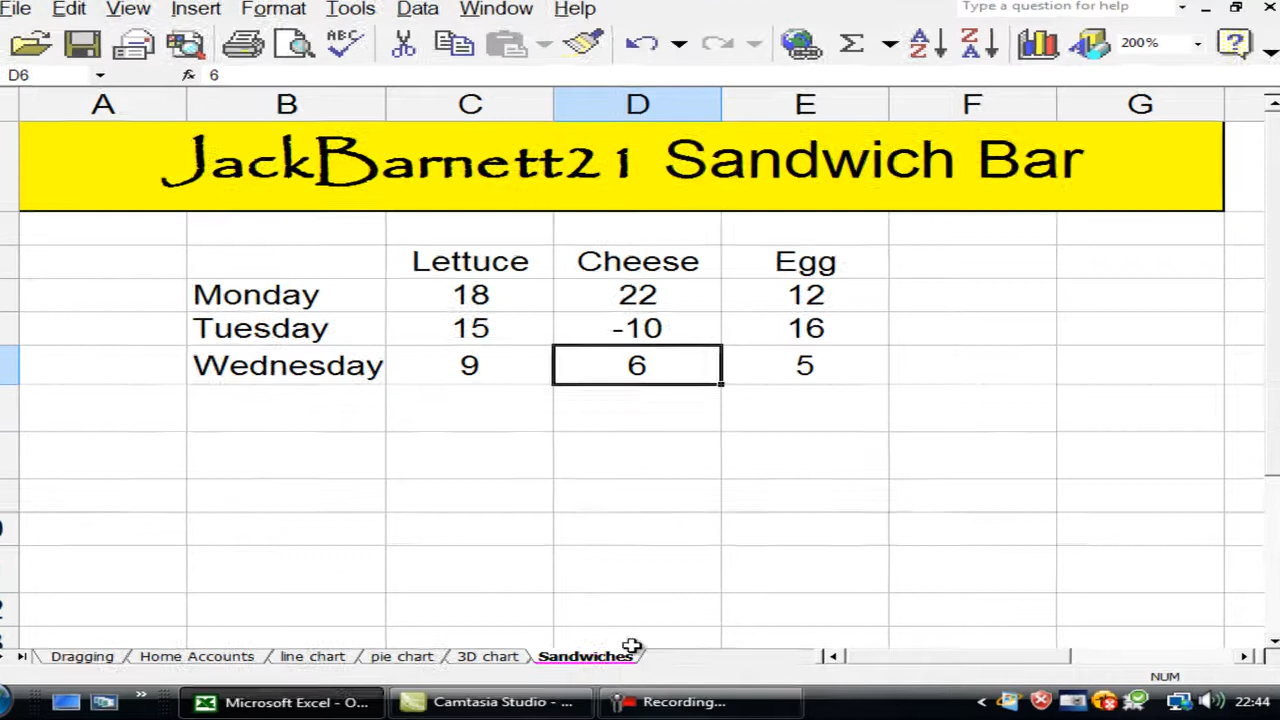 File Edit View Insert Format Tools Data Window Help Type a question for help
ABC Σ A Z Z A 200% ?
D6 fx 6
A B C D E F G
JackBarnett21 Sandwich Bar
Lettuce Cheese Egg
Monday 18 22 12
Tuesday 15 -10 16
Wednesday 9 6 5
Dragging Home Accounts line chart pie chart 3D chart Sandwiches
NUM
» Microsoft Excel - O... Camtasia Studio - ... Recording... < 22:44